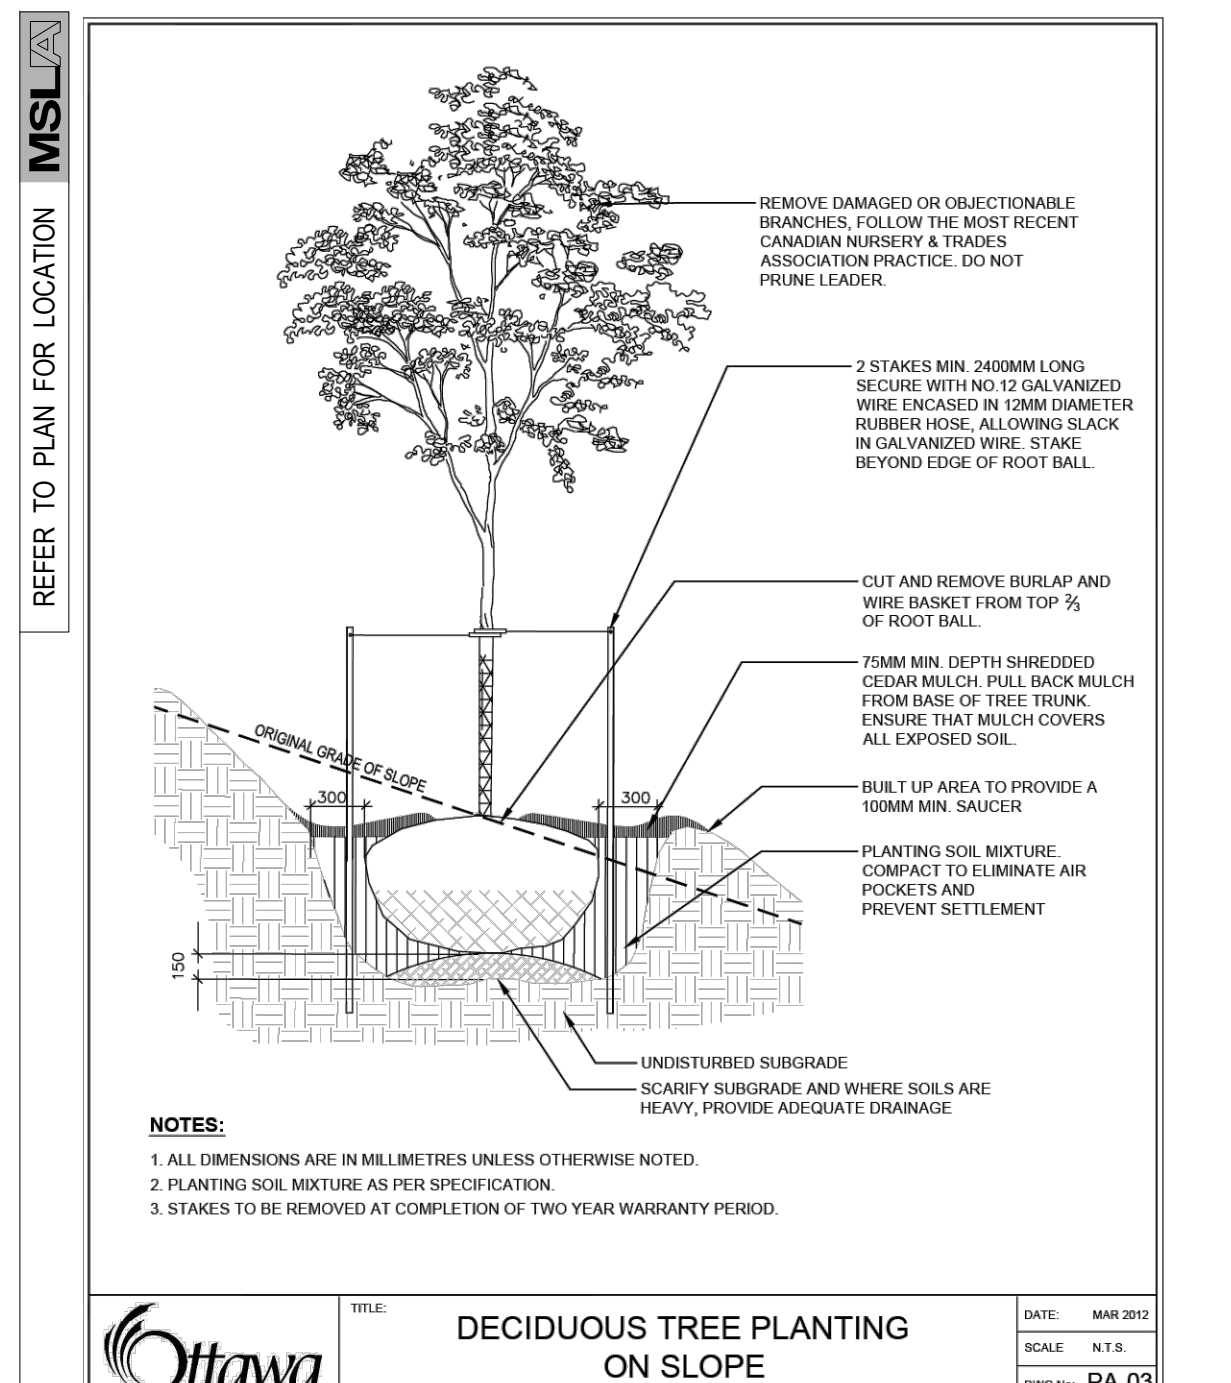 MSLA
REFER TO PLAN FOR LOCATION
REMOVE DAMAGED OR OBJECTIONABLE
BRANCHES, FOLLOW THE MOST RECENT
CANADIAN NURSERY & TRADES
ASSOCIATION PRACTICE. DO NOT
PRUNE LEADER.
2 STAKES MIN. 2400MM LONG
SECURE WITH NO.12 GALVANIZED
WIRE ENCASED IN 12MM DIAMETER
RUBBER HOSE, ALLOWING SLACK
IN GALVANIZED WIRE. STAKE
BEYOND EDGE OF ROOT BALL.
CUT AND REMOVE BURLAP AND
WIRE BASKET FROM TOP ⅔
OF ROOT BALL.
75MM MIN. DEPTH SHREDDED
CEDAR MULCH. PULL BACK MULCH
FROM BASE OF TREE TRUNK.
ENSURE THAT MULCH COVERS
ALL EXPOSED SOIL.
ORIGINAL GRADE OF SLOPE
300
300
BUILT UP AREA TO PROVIDE A
100MM MIN. SAUCER
PLANTING SOIL MIXTURE.
COMPACT TO ELIMINATE AIR
POCKETS AND
PREVENT SETTLEMENT
150
UNDISTURBED SUBGRADE
SCARIFY SUBGRADE AND WHERE SOILS ARE
HEAVY, PROVIDE ADEQUATE DRAINAGE
NOTES:
1. ALL DIMENSIONS ARE IN MILLIMETRES UNLESS OTHERWISE NOTED.
2. PLANTING SOIL MIXTURE AS PER SPECIFICATION.
3. STAKES TO BE REMOVED AT COMPLETION OF TWO YEAR WARRANTY PERIOD.
Ottawa
TITLE:
DECIDUOUS TREE PLANTING
ON SLOPE
DATE: MAR 2012
SCALE N.T.S.
DWG No: PA-03